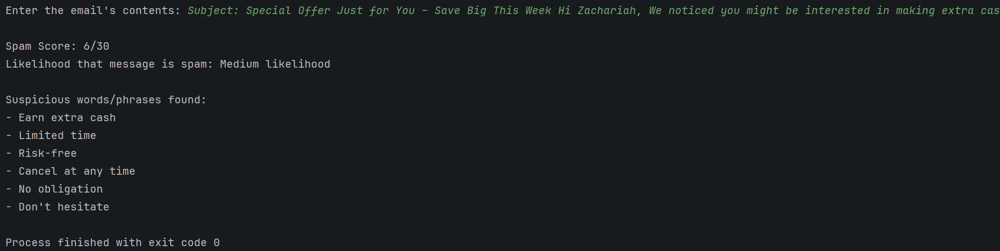 Enter the email's contents: Subject: Special Offer Just for You – Save Big This Week Hi Zachariah, We noticed you might be interested in making extra cas
Spam Score: 6/30
Likelihood that message is spam: Medium likelihood
Suspicious words/phrases found:
- Earn extra cash
- Limited time
- Risk-free
- Cancel at any time
- No obligation
- Don't hesitate
Process finished with exit code 0